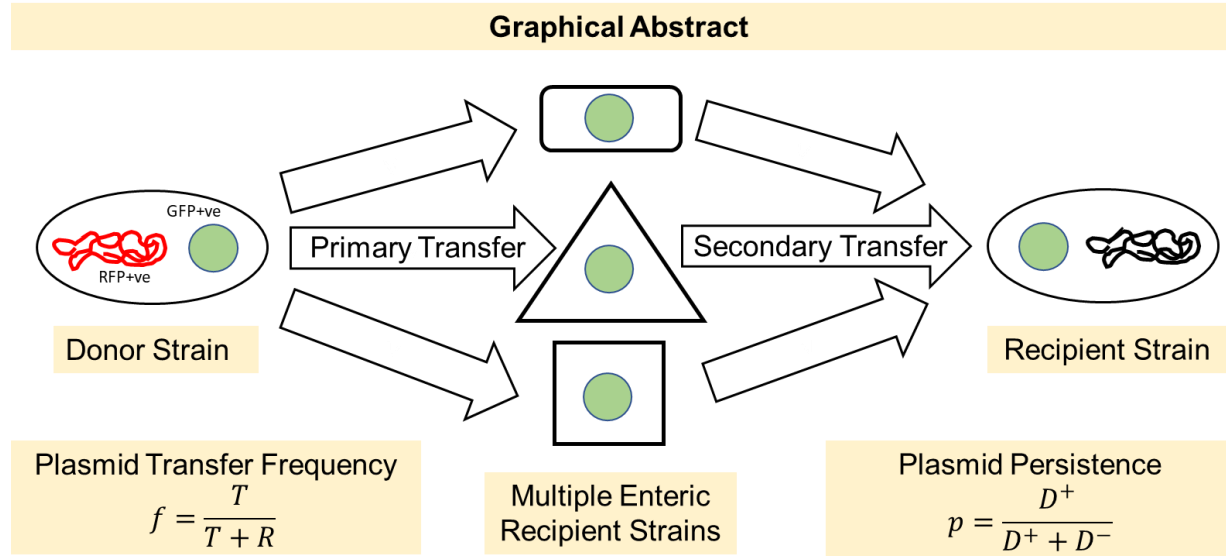 Graphical Abstract
GFP+ve
RFP+ve
Primary Transfer
Secondary Transfer
Donor Strain
Recipient Strain
Plasmid Transfer Frequency
f = T / (T + R)
Multiple Enteric
Recipient Strains
Plasmid Persistence
p = D⁺ / (D⁺ + D⁻)